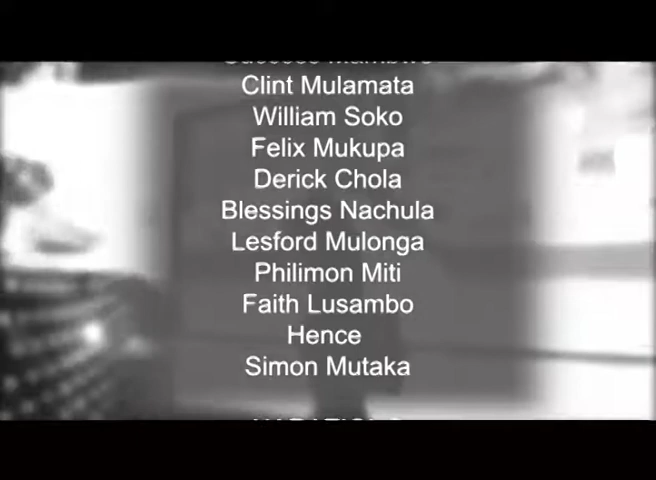 Clint Mulamata
William Soko
Felix Mukupa
Derick Chola
Blessings Nachula
Lesford Mulonga
Philimon Miti
Faith Lusambo
Hence
Simon Mutaka